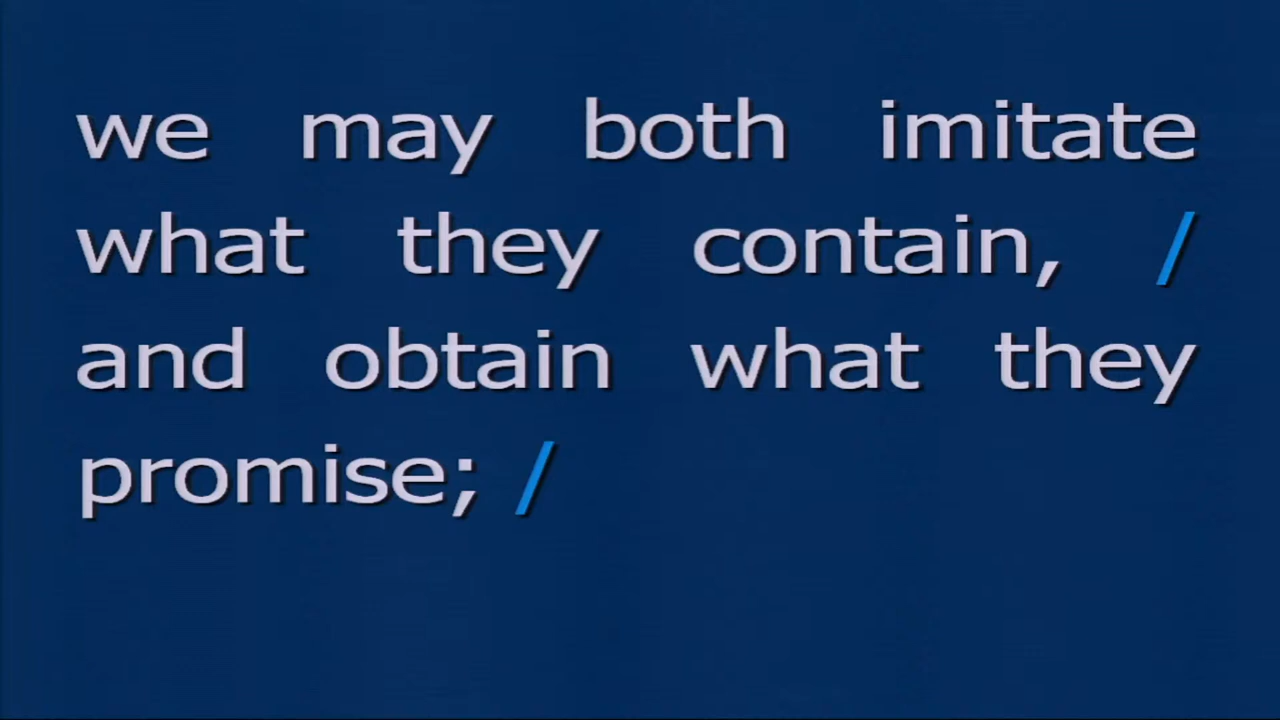 we may both imitate
what they contain, /
and obtain what they
promise; /